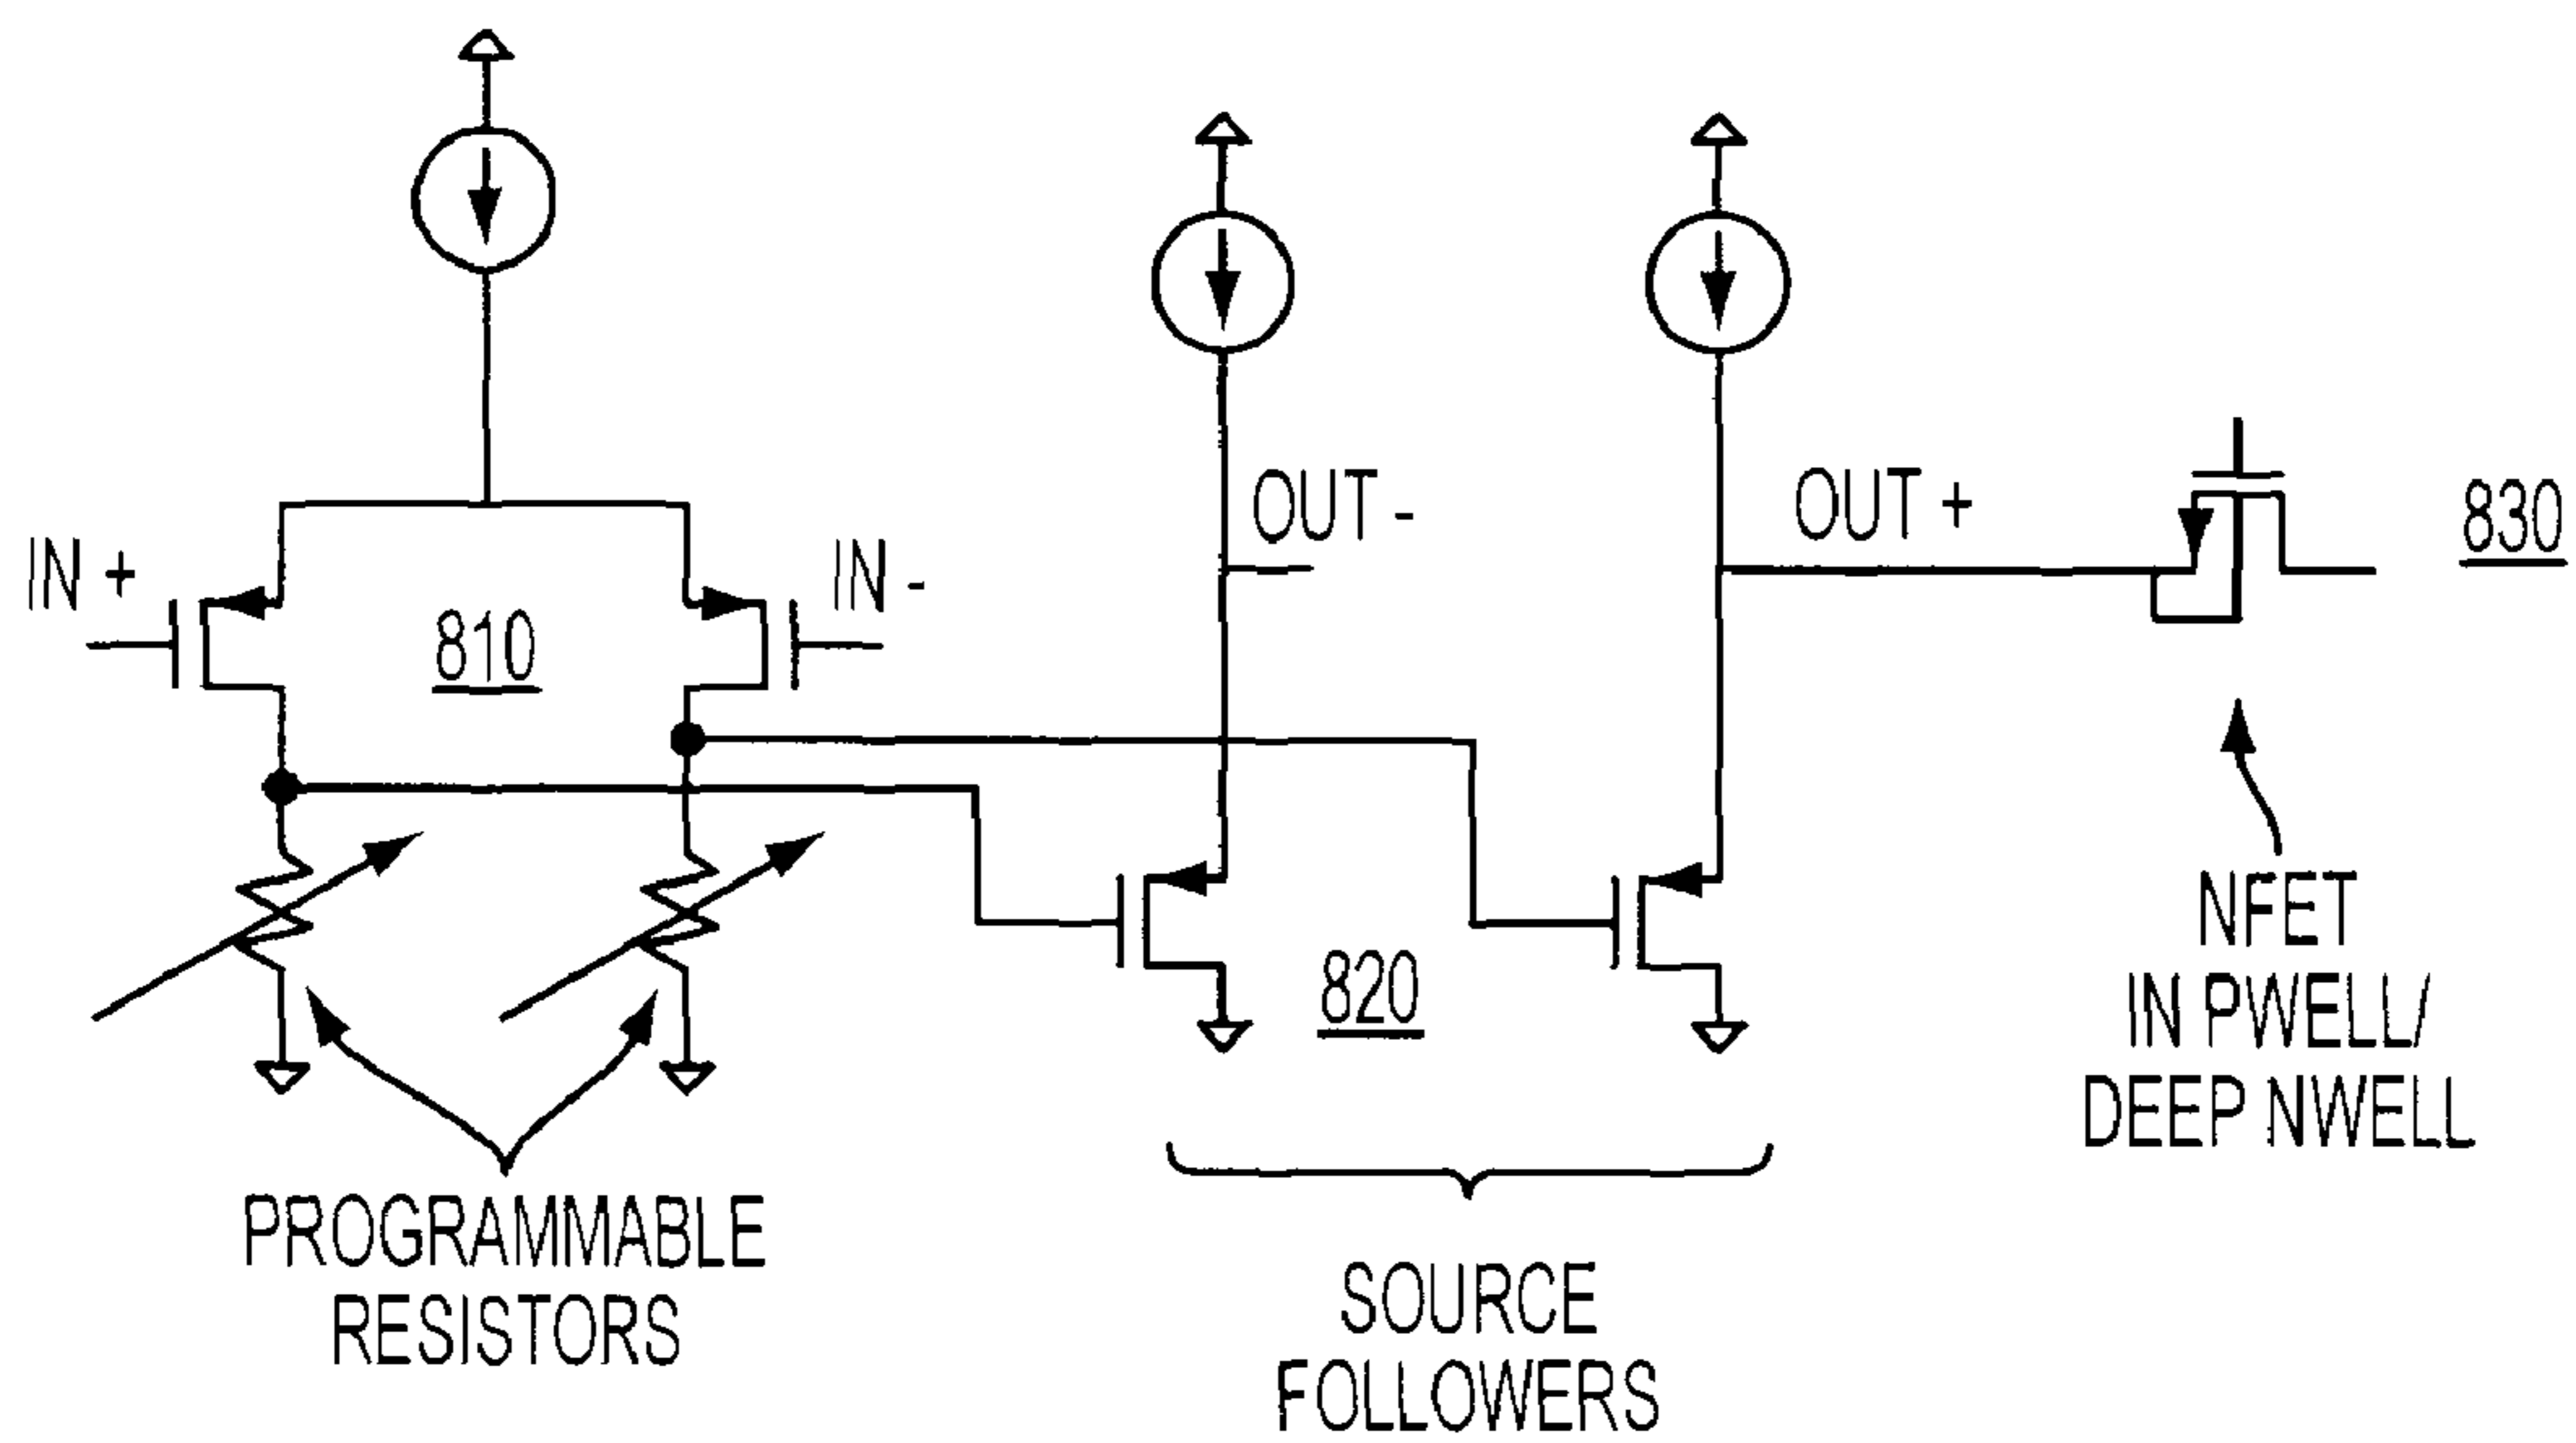 IN +
810
IN -
OUT -
OUT +
830
820
PROGRAMMABLE
RESISTORS
SOURCE
FOLLOWERS
NFET
IN PWELL/
DEEP NWELL